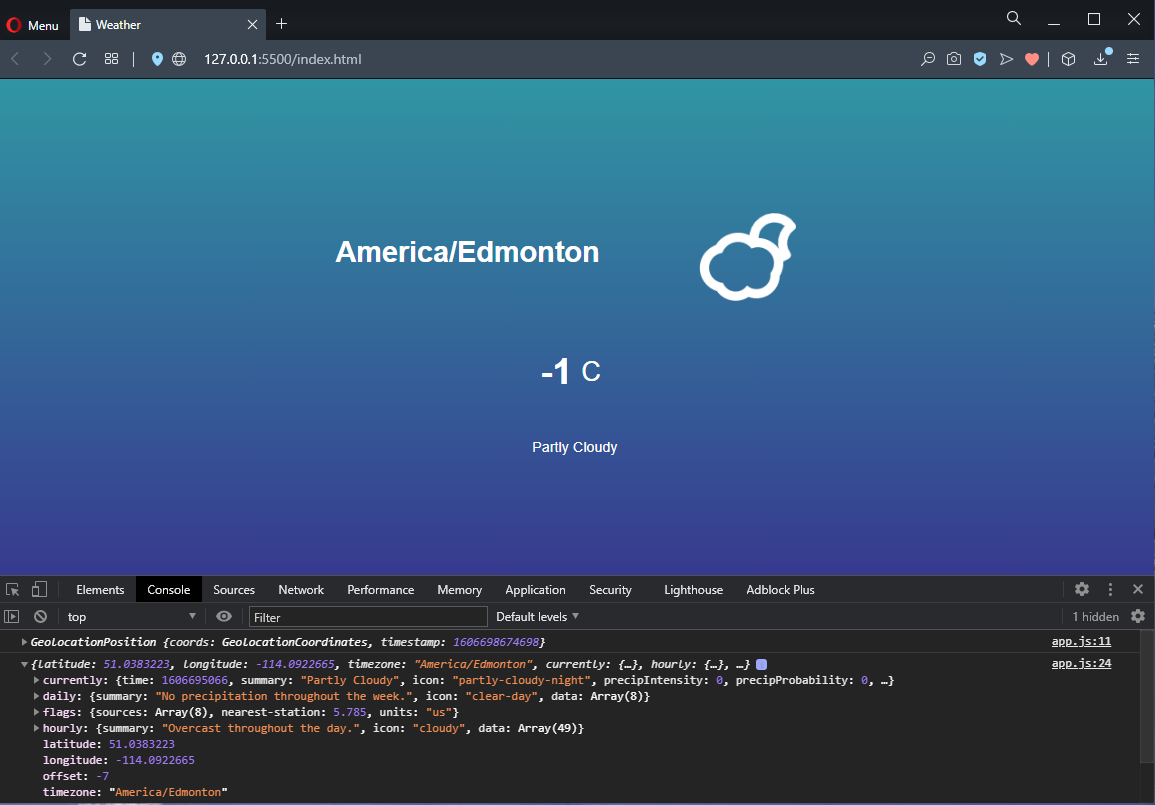 Menu
Weather
127.0.0.1:5500/index.html
America/Edmonton
-1 C
Partly Cloudy
Elements Console Sources Network Performance Memory Application Security Lighthouse Adblock Plus
top Filter Default levels 1 hidden
GeolocationPosition {coords: GeolocationCoordinates, timestamp: 1606698674698} app.js:11
{latitude: 51.0383223, longitude: -114.0922665, timezone: "America/Edmonton", currently: {…}, hourly: {…}, …} app.js:24
currently: {time: 1606695066, summary: "Partly Cloudy", icon: "partly-cloudy-night", precipIntensity: 0, precipProbability: 0, …}
daily: {summary: "No precipitation throughout the week.", icon: "clear-day", data: Array(8)}
flags: {sources: Array(8), nearest-station: 5.785, units: "us"}
hourly: {summary: "Overcast throughout the day.", icon: "cloudy", data: Array(49)}
latitude: 51.0383223
longitude: -114.0922665
offset: -7
timezone: "America/Edmonton"